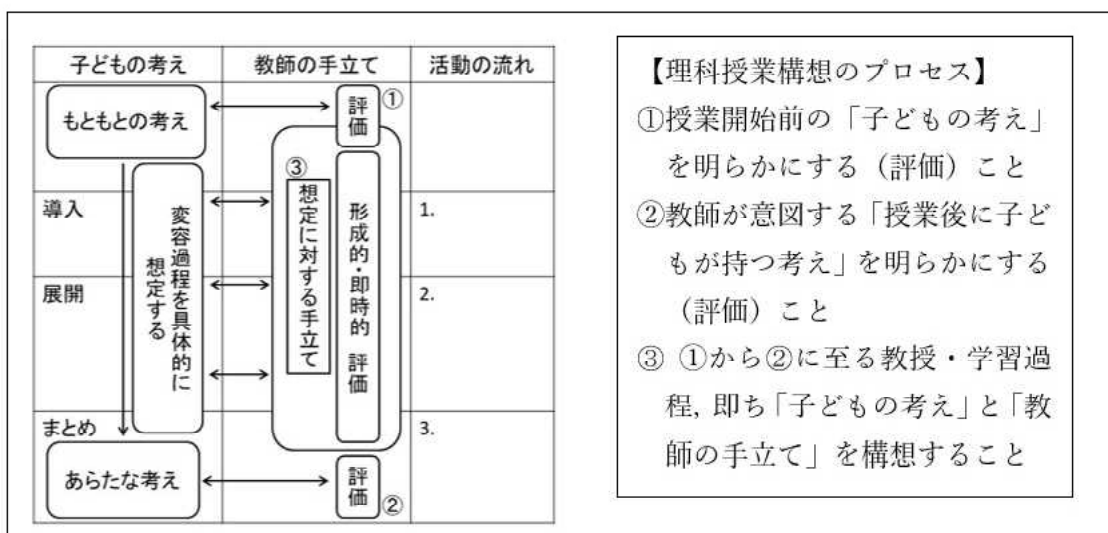 子どもの考え 教師の手立て 活動の流れ
もともとの考え
評価
①
③
導入
変容過程を具体的に
想定する
想定に対する手立て
形成的・即時的 評価
1.
展開
2.
まとめ
3.
あらたな考え
評価
②
【理科授業構想のプロセス】
①授業開始前の「子どもの考え」
を明らかにする(評価)こと
②教師が意図する「授業後に子ど
もが持つ考え」を明らかにする
(評価)こと
③ ①から②に至る教授・学習過
程,即ち「子どもの考え」と「教
師の手立て」を構想すること